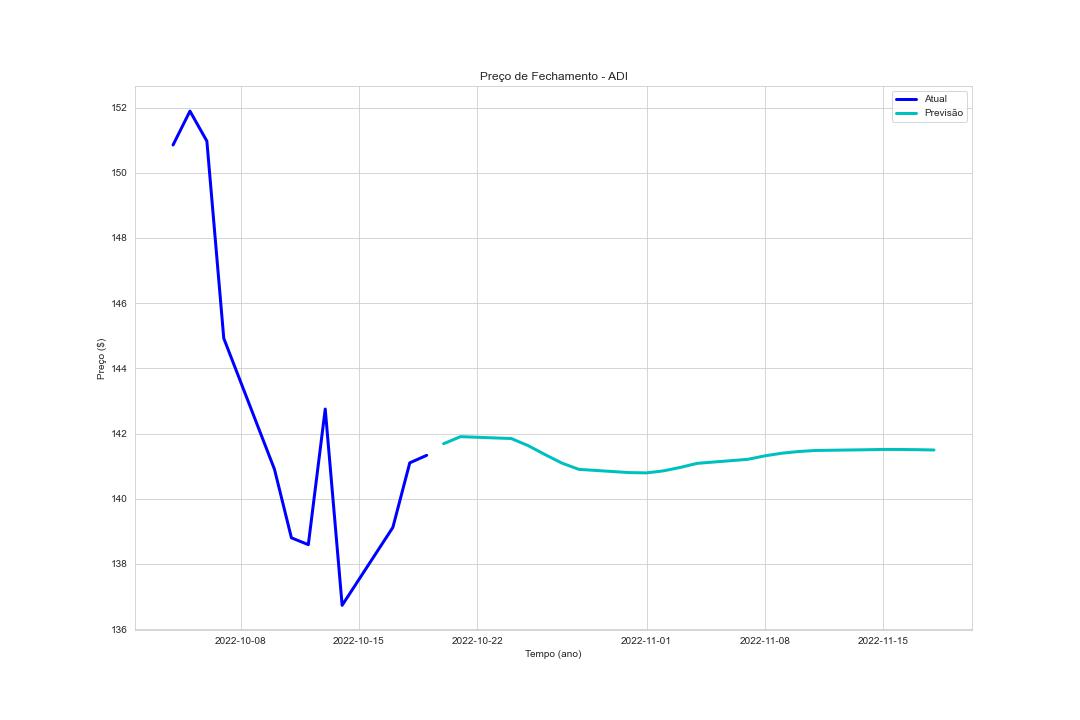 Preço de Fechamento - ADI
Atual
Previsão
Preço ($)
152
150
148
146
144
142
140
138
136
2022-10-08 2022-10-15 2022-10-22 2022-11-01 2022-11-08 2022-11-15
Tempo (ano)